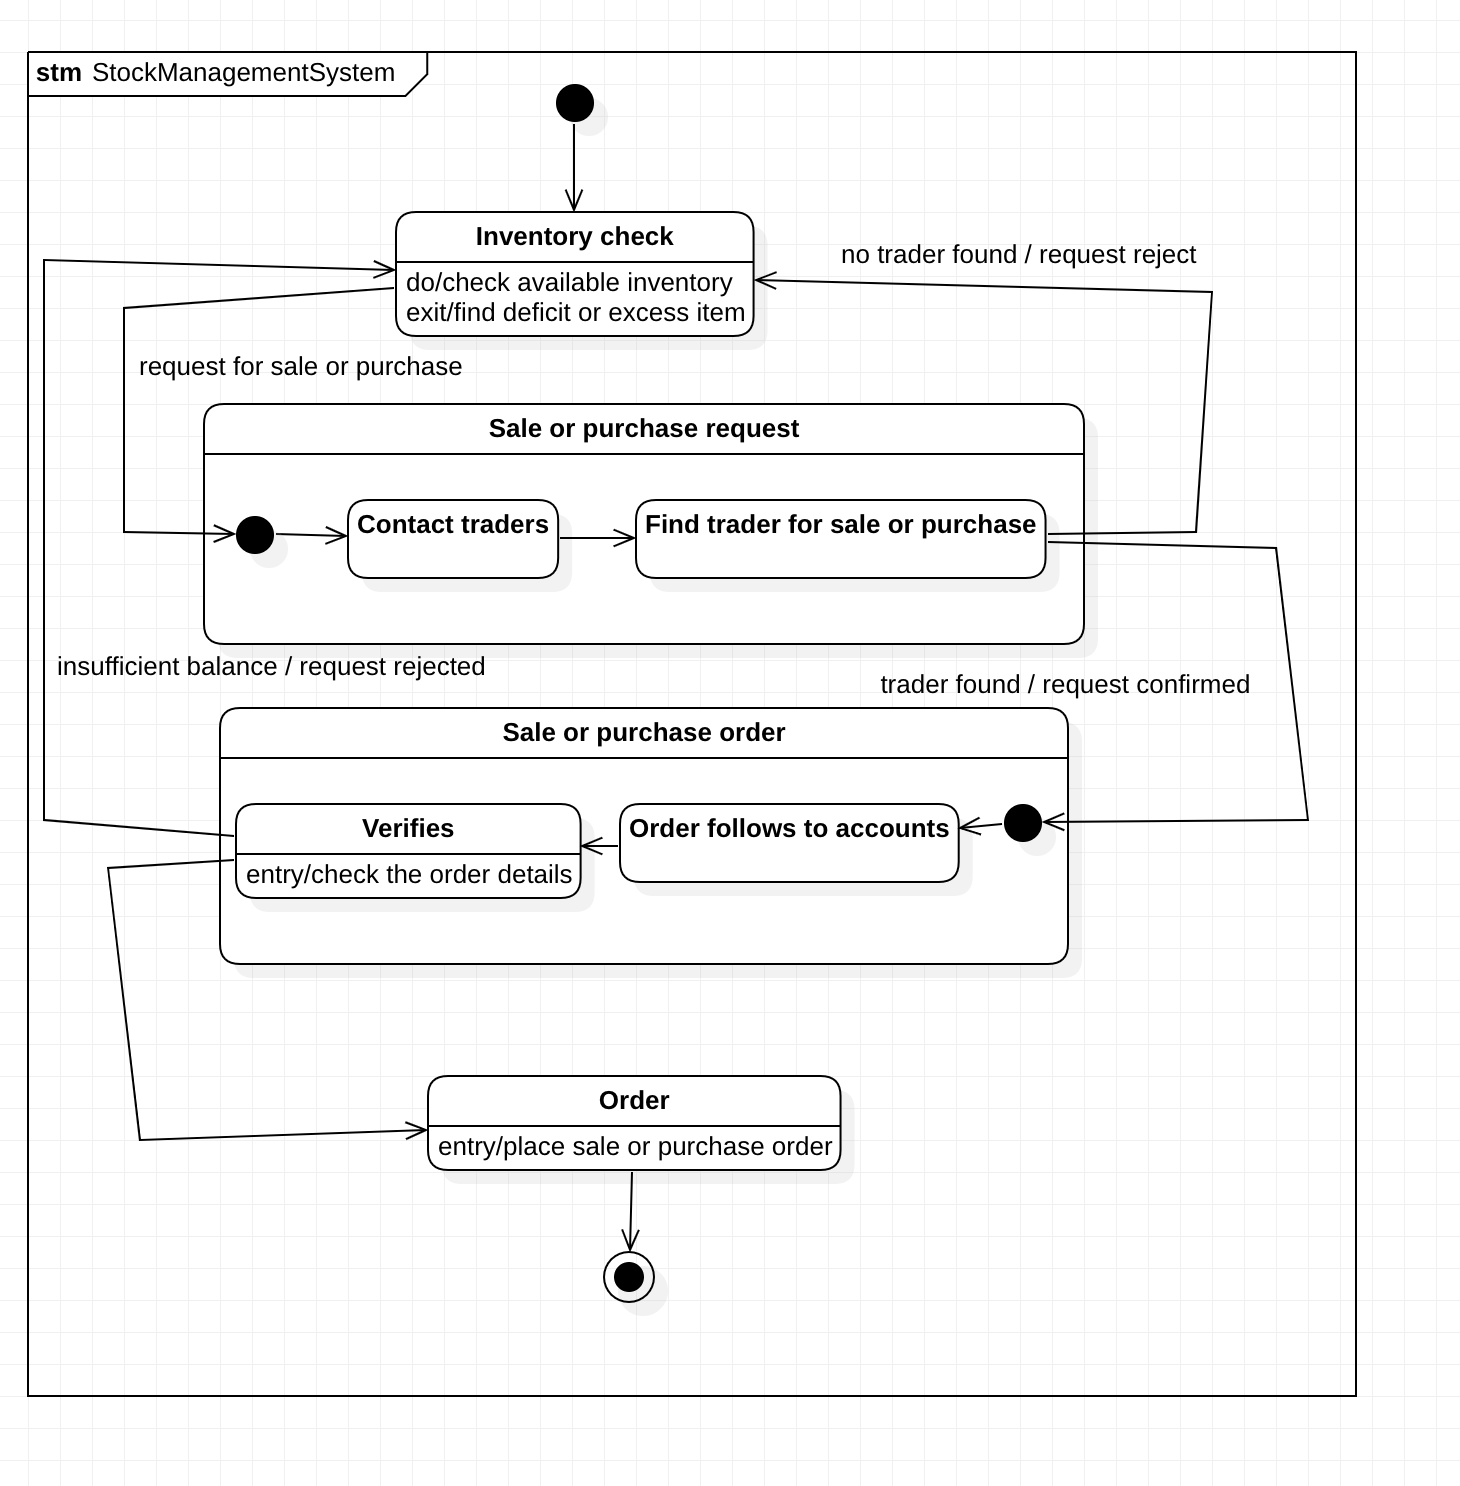 stm StockManagementSystem
Inventory check
do/check available inventory
exit/find deficit or excess item
no trader found / request reject
request for sale or purchase
Sale or purchase request
Contact traders
Find trader for sale or purchase
insufficient balance / request rejected
trader found / request confirmed
Sale or purchase order
Verifies
entry/check the order details
Order follows to accounts
Order
entry/place sale or purchase order